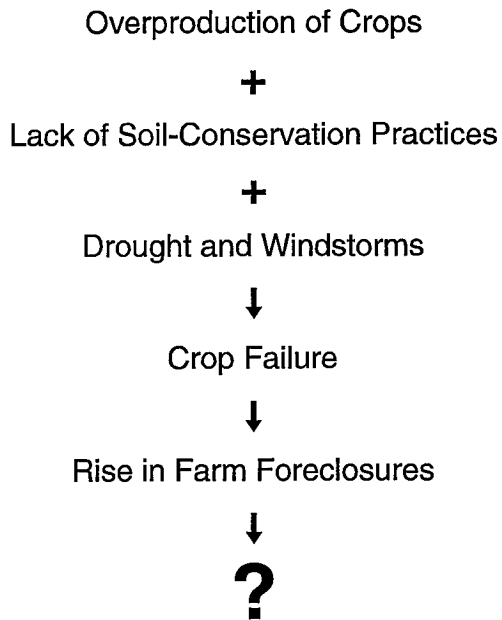 Overproduction of Crops
+
Lack of Soil-Conservation Practices
+
Drought and Windstorms
↓
Crop Failure
↓
Rise in Farm Foreclosures
↓
?